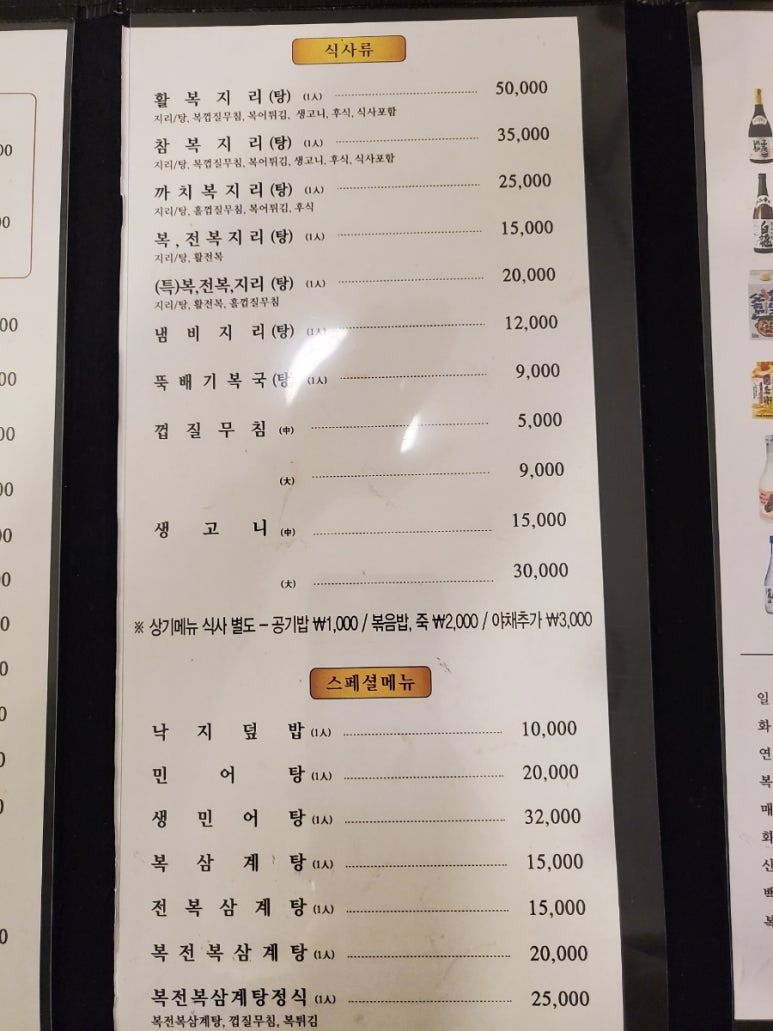 식사류
활 복 지 리 (탕) (1人) 50,000
지리/탕, 복껍질무침, 복어튀김, 생고니, 후식, 식사포함
참 복 지 리 (탕) (1人) 35,000
지리/탕, 복껍질무침, 복어튀김, 생고니, 후식, 식사포함
까 치 복 지 리 (탕) (1人) 25,000
지리/탕, 홀껍질무침, 복어튀김, 후식
복 , 전 복 지 리 (탕) (1人) 15,000
지리/탕, 활전복
(특)복,전복,지리 (탕) (1人) 20,000
지리/탕, 활전복, 홀껍질무침
냄 비 지 리 (탕) (1人) 12,000
뚝 배 기 복 국 (탕 (1人) 9,000
껍 질 무 침 (中) 5,000
(大) 9,000
생 고 니 (中) 15,000
(大) 30,000
※ 상기메뉴 식사 별도 – 공기밥 ₩1,000 / 볶음밥, 죽 ₩2,000 / 야채추가 ₩3,000
스페셜메뉴
낙 지 덮 밥 (1人) 10,000
민 어 탕 (1人) 20,000
생 민 어 탕 (1人) 32,000
복 삼 계 탕 (1人) 15,000
전 복 삼 계 탕 (1人) 15,000
복 전 복 삼 계 탕 (1人) 20,000
복전복삼계탕정식 (1人) 25,000
복전복삼계탕, 껍질무침, 복튀김
일
화
연
복
매
화
산
백
복